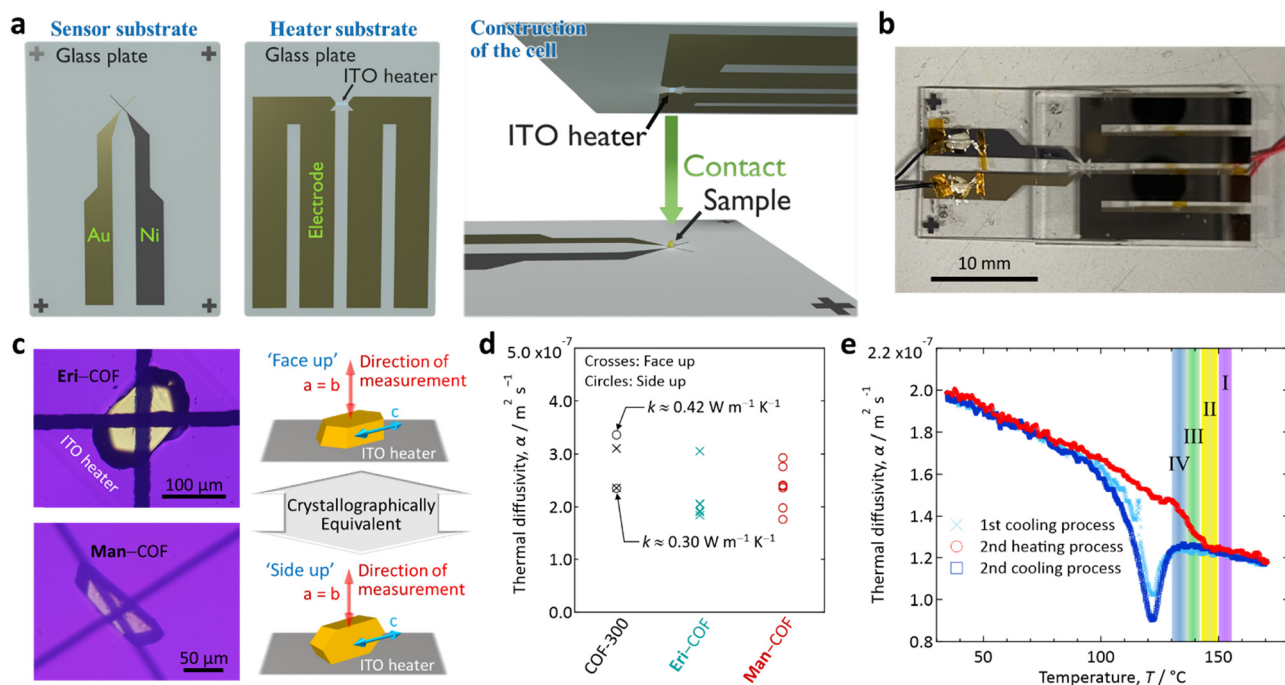 a
Sensor substrate
Glass plate
Au
Ni
Heater substrate
Glass plate
ITO heater
Electrode
Construction
of the cell
ITO heater
Contact
Sample
b
10 mm
c
Eri–COF
ITO heater
100 μm
Man–COF
50 μm
'Face up'
Direction of
measurement
a = b
c
ITO heater
Crystallographically
Equivalent
'Side up'
Direction of
measurement
a = b
c
ITO heater
d
Thermal diffusivity, α / m² s⁻¹
5.0 x10⁻⁷
4.0
3.0
2.0
1.0
0.0
Crosses: Face up
Circles: Side up
k ≈ 0.42 W m⁻¹ K⁻¹
k ≈ 0.30 W m⁻¹ K⁻¹
COF-300
Eri–COF
Man–COF
e
Thermal diffusivity, α / m² s⁻¹
2.2 x10⁻⁷
2.0
1.8
1.6
1.4
1.2
1.0
0.8
I
II
III
IV
1st cooling process
2nd heating process
2nd cooling process
50
100
150
Temperature, T / °C